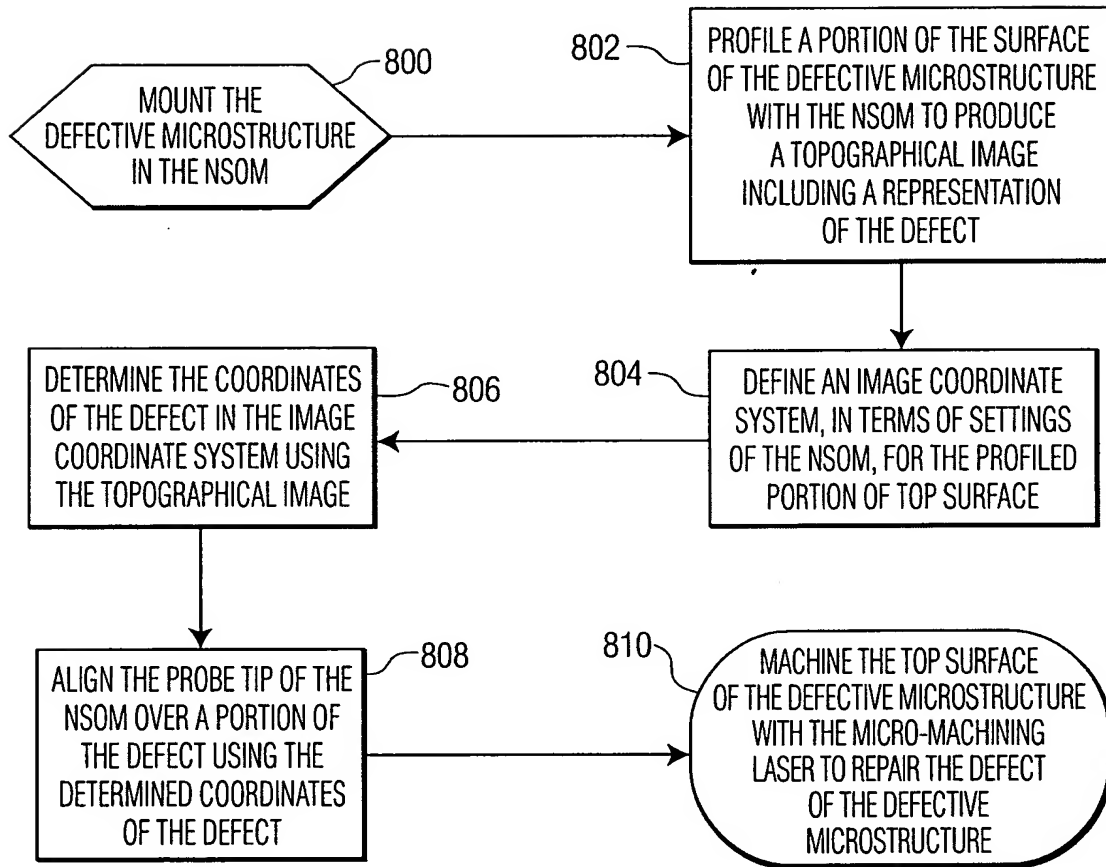 800
MOUNT THE
DEFECTIVE MICROSTRUCTURE
IN THE NSOM
802
PROFILE A PORTION OF THE SURFACE
OF THE DEFECTIVE MICROSTRUCTURE
WITH THE NSOM TO PRODUCE
A TOPOGRAPHICAL IMAGE
INCLUDING A REPRESENTATION
OF THE DEFECT
804
DEFINE AN IMAGE COORDINATE
SYSTEM, IN TERMS OF SETTINGS
OF THE NSOM, FOR THE PROFILED
PORTION OF TOP SURFACE
806
DETERMINE THE COORDINATES
OF THE DEFECT IN THE IMAGE
COORDINATE SYSTEM USING
THE TOPOGRAPHICAL IMAGE
808
ALIGN THE PROBE TIP OF THE
NSOM OVER A PORTION OF
THE DEFECT USING THE
DETERMINED COORDINATES
OF THE DEFECT
810
MACHINE THE TOP SURFACE
OF THE DEFECTIVE MICROSTRUCTURE
WITH THE MICRO-MACHINING
LASER TO REPAIR THE DEFECT
OF THE DEFECTIVE
MICROSTRUCTURE